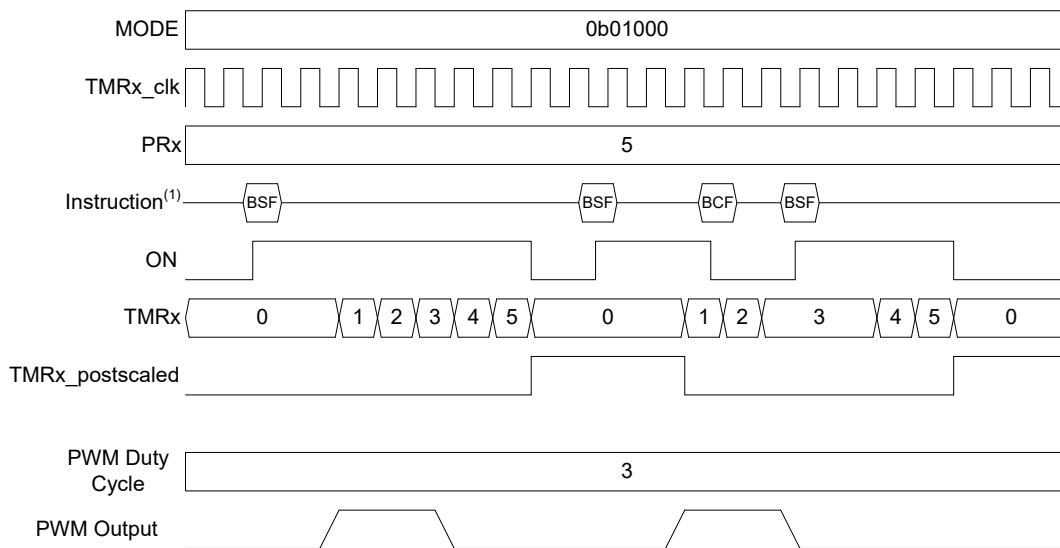 MODE 0b01000
TMRx_clk
PRx 5
Instruction(1) BSF BSF BCF BSF
ON
TMRx 0 1 2 3 4 5 0 1 2 3 4 5 0
TMRx_postscaled
PWM Duty
Cycle 3
PWM Output